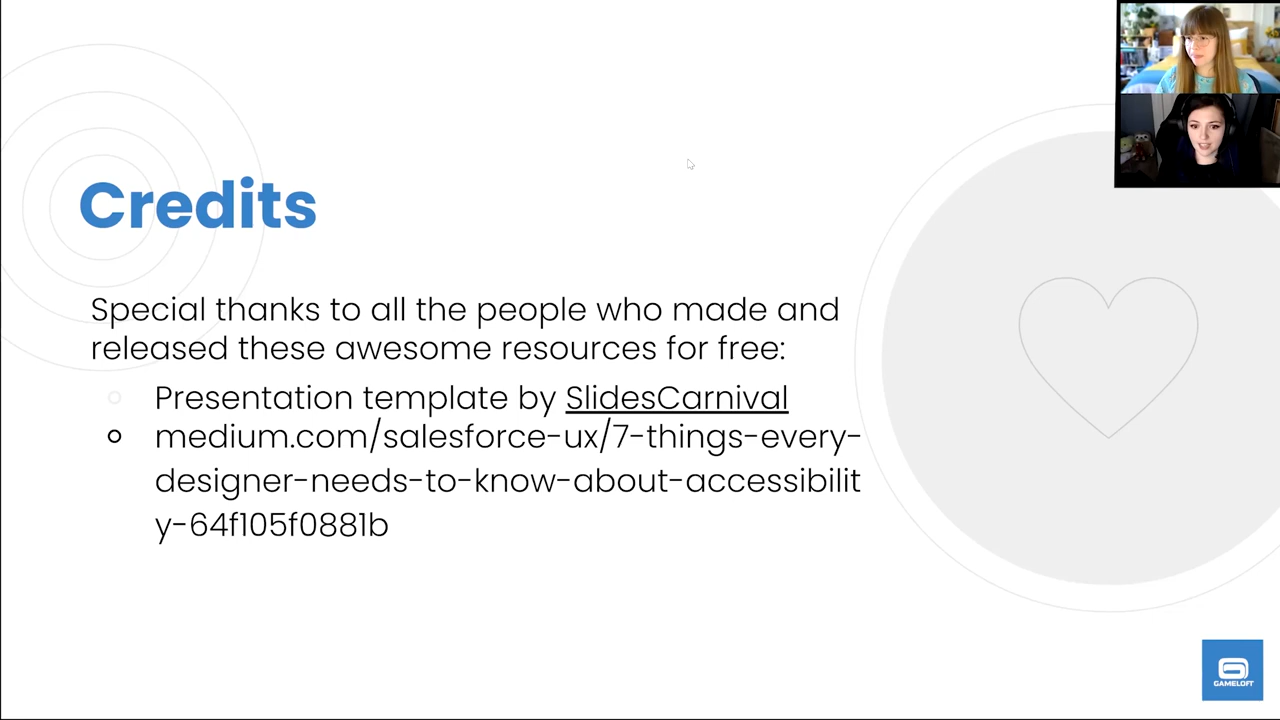 Credits
Special thanks to all the people who made and
released these awesome resources for free:
Presentation template by SlidesCarnival
medium.com/salesforce-ux/7-things-every-
designer-needs-to-know-about-accessibilit
y-64f105f0881b
GAMELOFT